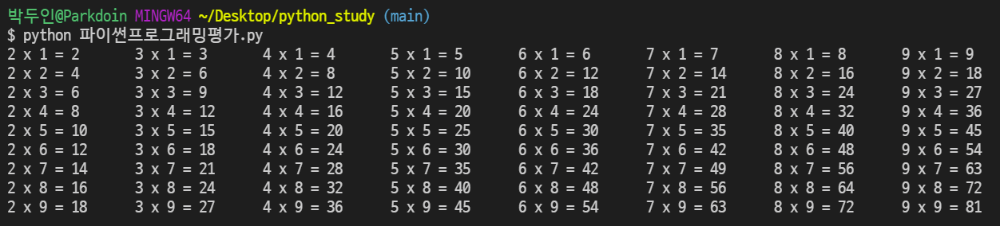 박두인@Parkdoin MINGW64 ~/Desktop/python_study (main)
$ python 파이썬프로그래밍평가.py
2 x 1 = 2      3 x 1 = 3       4 x 1 = 4       5 x 1 = 5       6 x 1 = 6       7 x 1 = 7       8 x 1 = 8       9 x 1 = 9
2 x 2 = 4      3 x 2 = 6       4 x 2 = 8       5 x 2 = 10      6 x 2 = 12      7 x 2 = 14      8 x 2 = 16      9 x 2 = 18
2 x 3 = 6      3 x 3 = 9       4 x 3 = 12      5 x 3 = 15      6 x 3 = 18      7 x 3 = 21      8 x 3 = 24      9 x 3 = 27
2 x 4 = 8      3 x 4 = 12      4 x 4 = 16      5 x 4 = 20      6 x 4 = 24      7 x 4 = 28      8 x 4 = 32      9 x 4 = 36
2 x 5 = 10     3 x 5 = 15      4 x 5 = 20      5 x 5 = 25      6 x 5 = 30      7 x 5 = 35      8 x 5 = 40      9 x 5 = 45
2 x 6 = 12     3 x 6 = 18      4 x 6 = 24      5 x 6 = 30      6 x 6 = 36      7 x 6 = 42      8 x 6 = 48      9 x 6 = 54
2 x 7 = 14     3 x 7 = 21      4 x 7 = 28      5 x 7 = 35      6 x 7 = 42      7 x 7 = 49      8 x 7 = 56      9 x 7 = 63
2 x 8 = 16     3 x 8 = 24      4 x 8 = 32      5 x 8 = 40      6 x 8 = 48      7 x 8 = 56      8 x 8 = 64      9 x 8 = 72
2 x 9 = 18     3 x 9 = 27      4 x 9 = 36      5 x 9 = 45      6 x 9 = 54      7 x 9 = 63      8 x 9 = 72      9 x 9 = 81